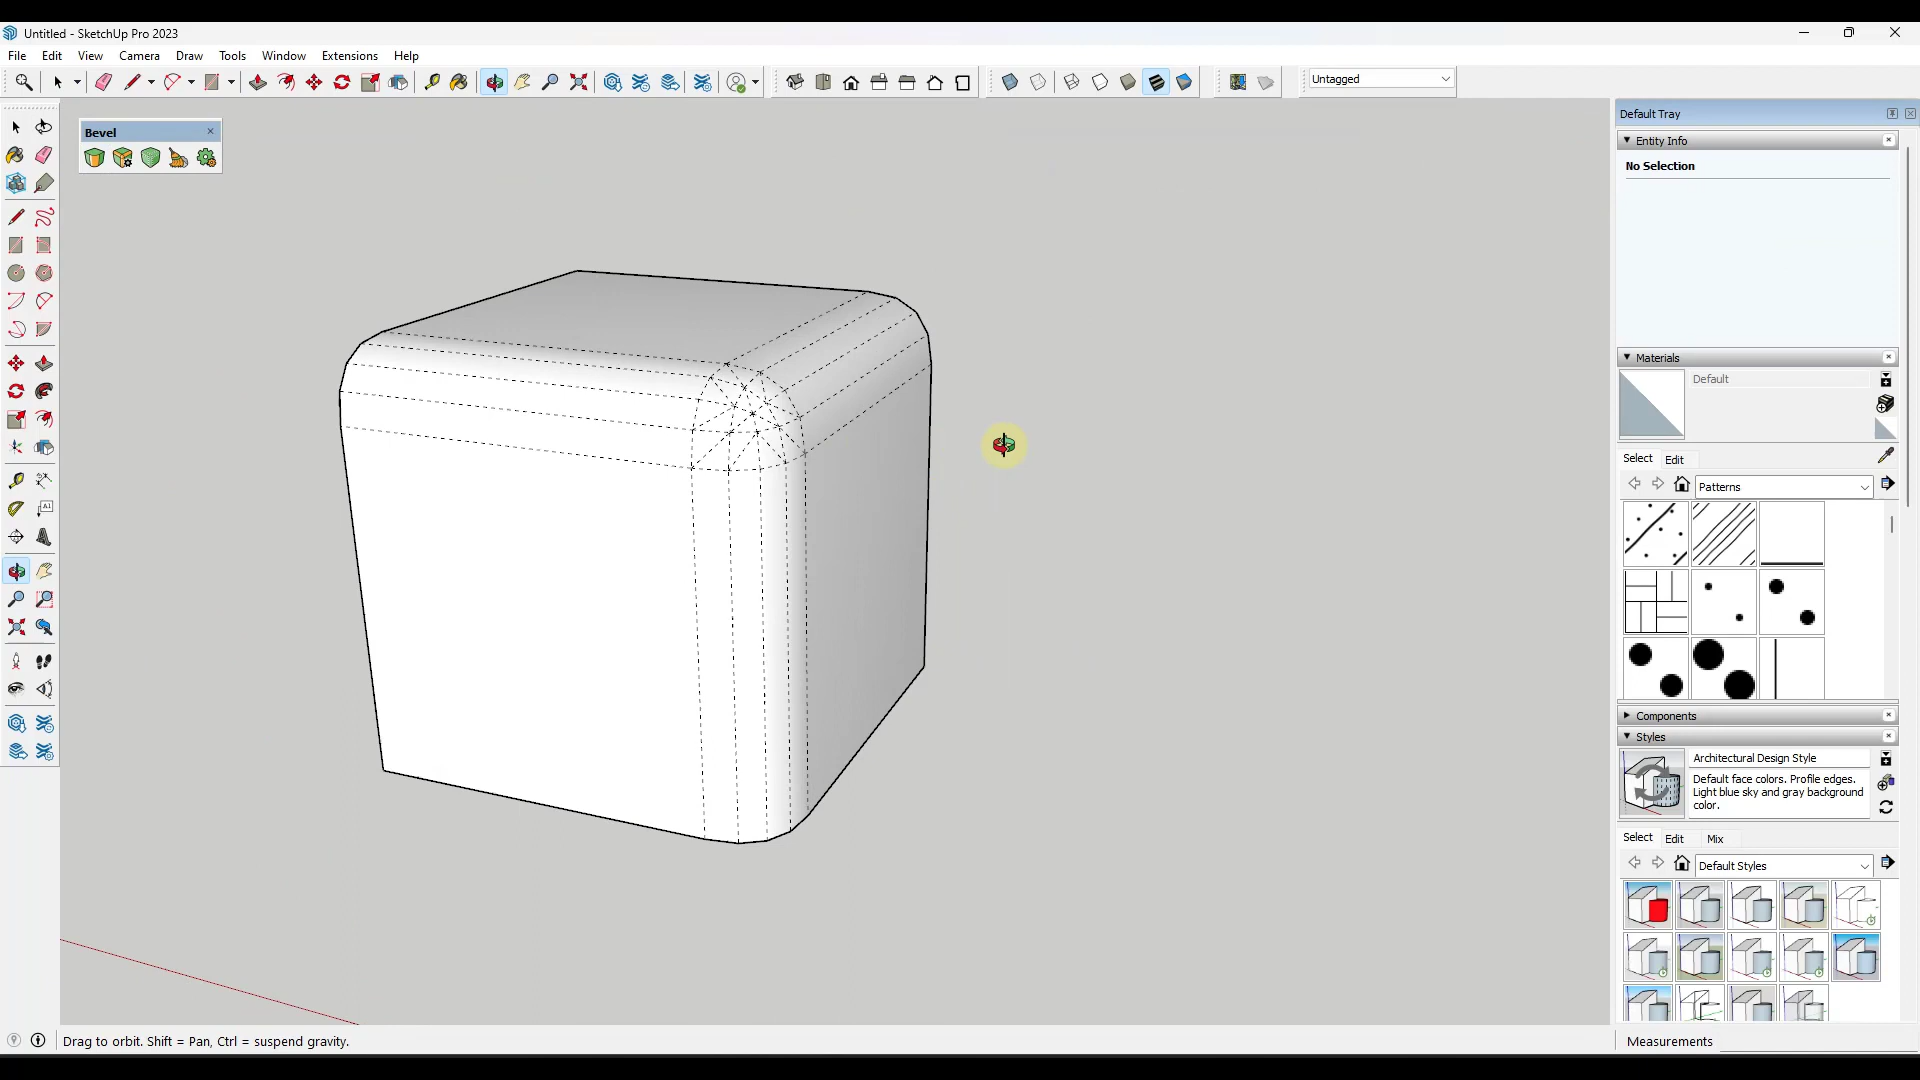 Untitled - SketchUp Pro 2023
File Edit View Camera Draw Tools Window Extensions Help
Untagged
Default Tray
Bevel
Entity Info
No Selection
Materials
Default
Select Edit
Patterns
Components
Styles
Architectural Design Style
Default face colors. Profile edges.
Light blue sky and gray background
color.
Select Edit Mix
Default Styles
Drag to orbit. Shift = Pan, Ctrl = suspend gravity.
Measurements